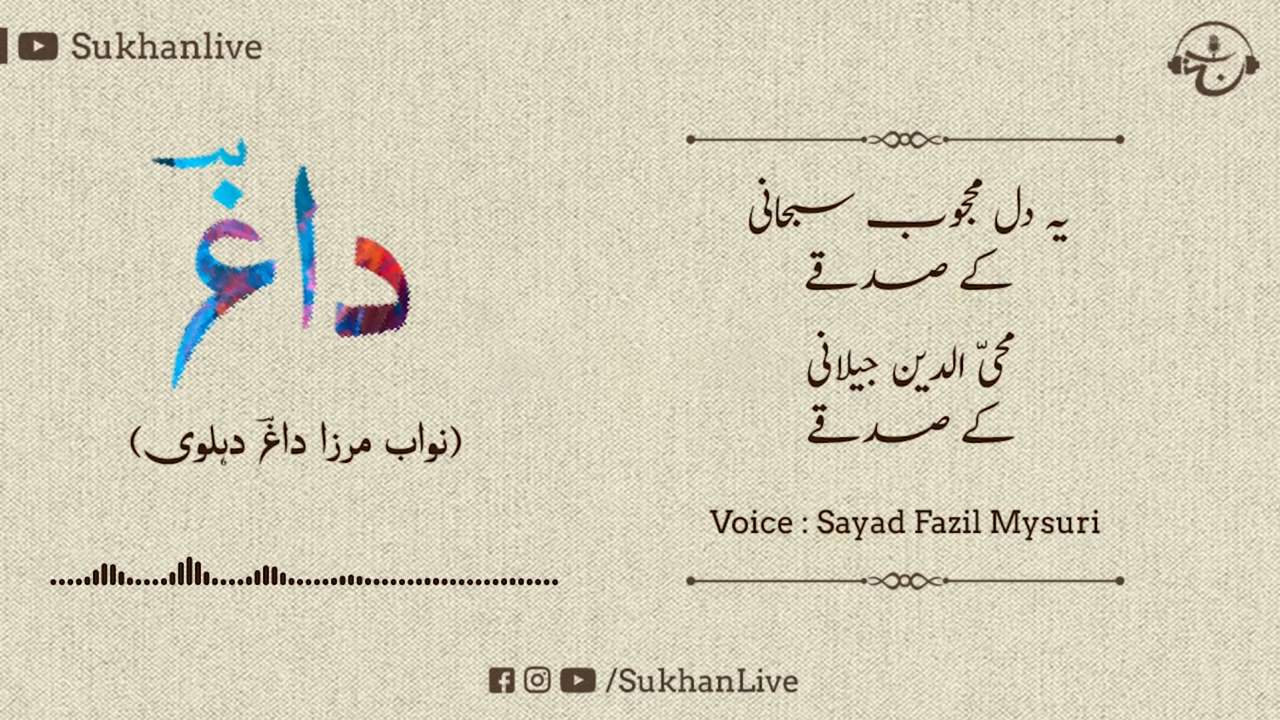 Sukhanlive
داغؔ
(نواب مرزا داغؔ دہلوی)
یہ دل محبوب سبحانی
کے صدقے
محیّ الدین جیلانی
کے صدقے
Voice : Sayad Fazil Mysuri
/SukhanLive